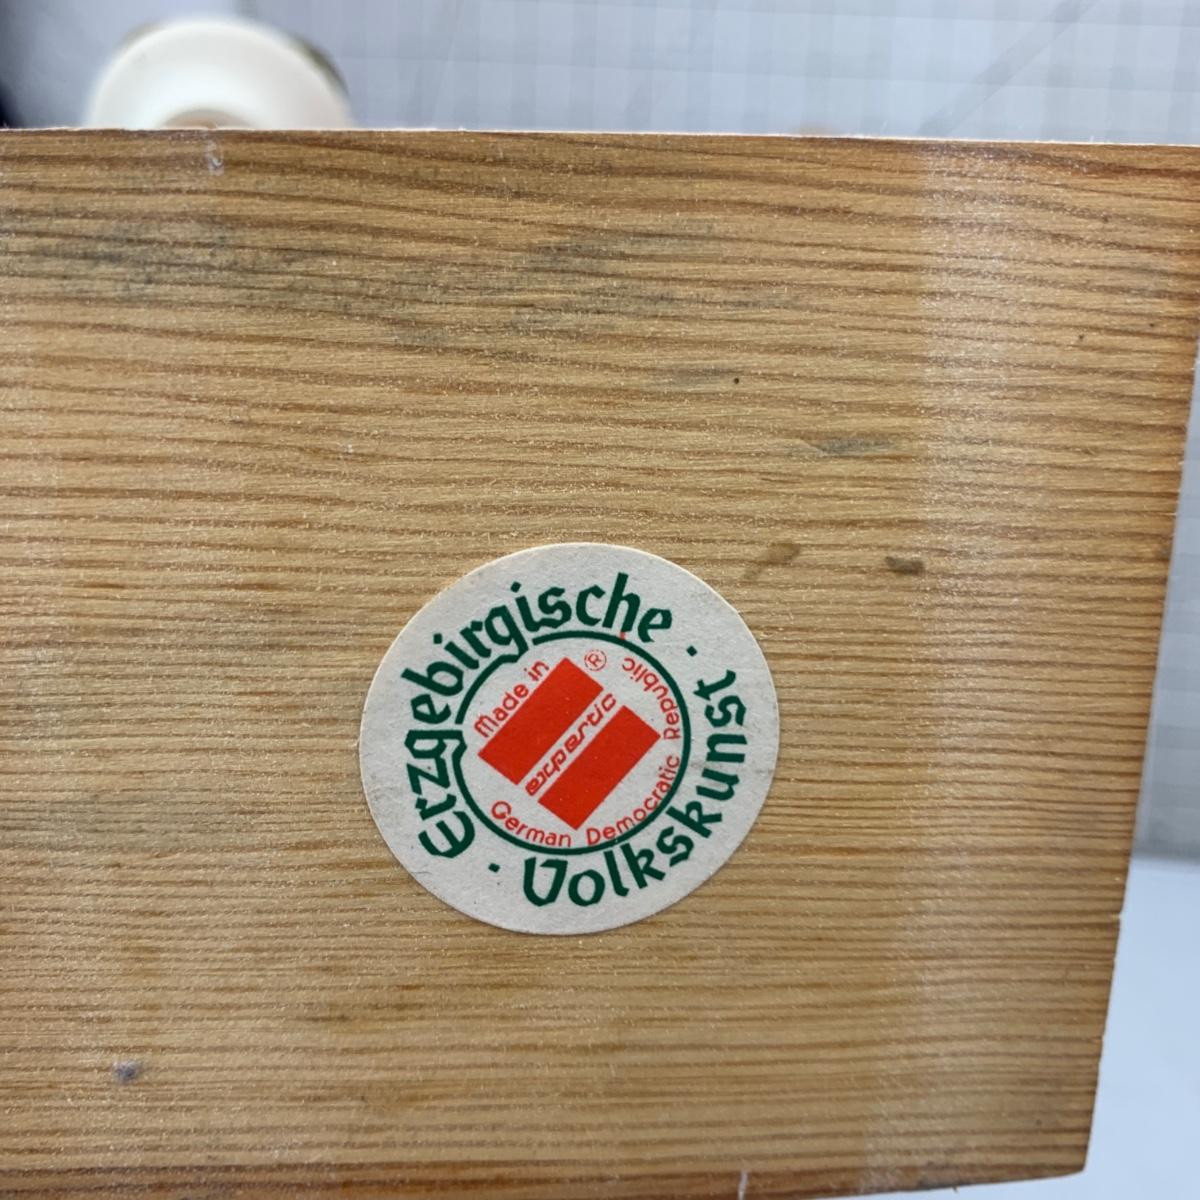 Erzgebirgische · Volkskunst ·
Made in
®
expertic
German Democratic Republic